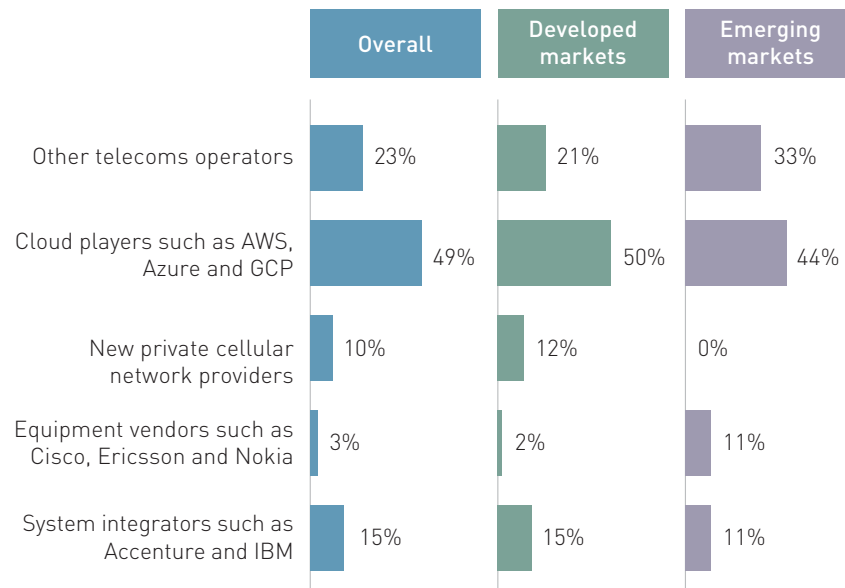 Overall
Developed
markets
Emerging
markets
Other telecoms operators
23%
21%
33%
Cloud players such as AWS,
Azure and GCP
49%
50%
44%
New private cellular
network providers
10%
12%
0%
Equipment vendors such as
Cisco, Ericsson and Nokia
3%
2%
11%
System integrators such as
Accenture and IBM
15%
15%
11%